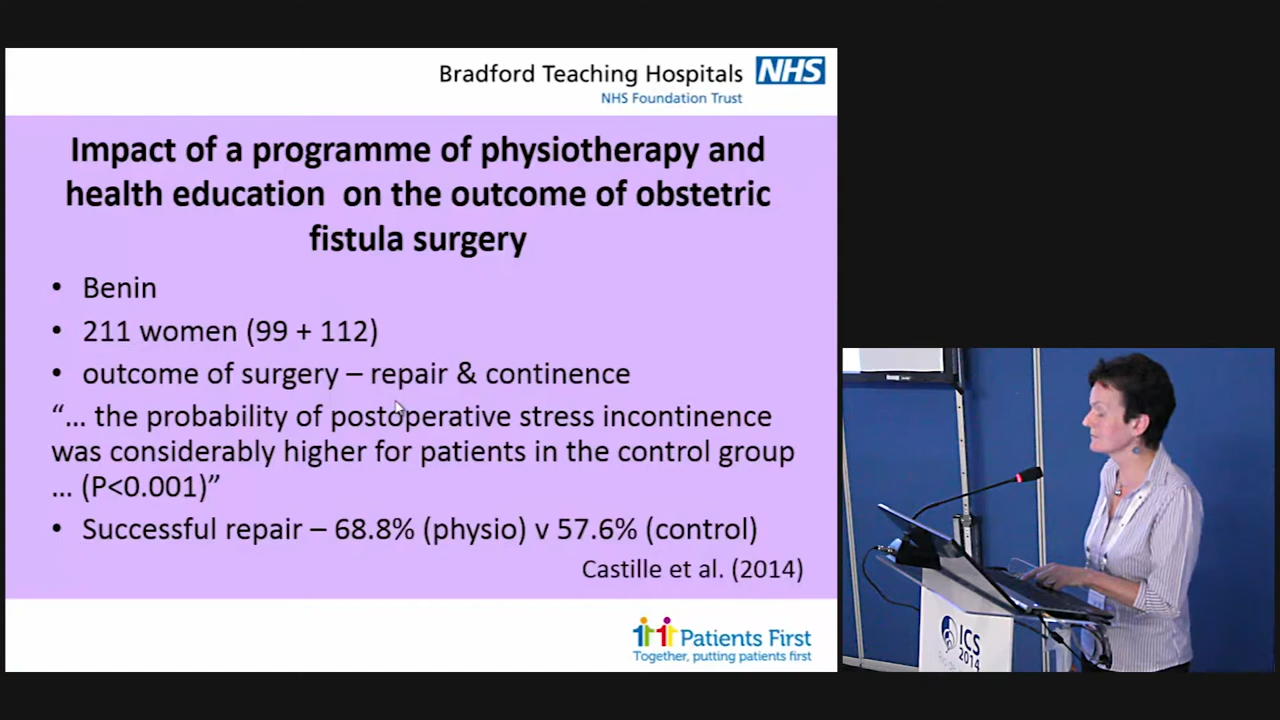 Bradford Teaching Hospitals NHS
NHS Foundation Trust
Impact of a programme of physiotherapy and
health education on the outcome of obstetric
fistula surgery
• Benin
• 211 women (99 + 112)
• outcome of surgery – repair & continence
“... the probability of postoperative stress incontinence
was considerably higher for patients in the control group
... (P<0.001)”
• Successful repair – 68.8% (physio) v 57.6% (control)
Castille et al. (2014)
Patients First
Together, putting patients first
ICS
2014